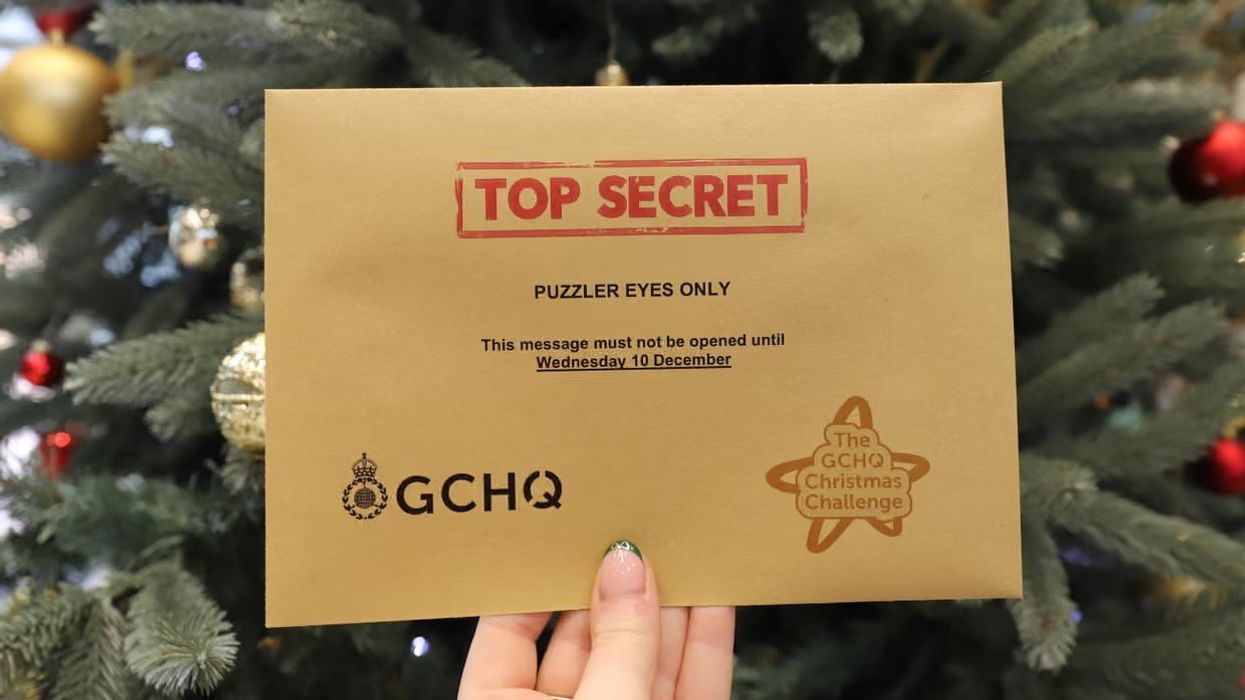 TOP SECRET
PUZZLER EYES ONLY
This message must not be opened until
Wednesday 10 December
GCHQ
The
GCHQ
Christmas
Challenge